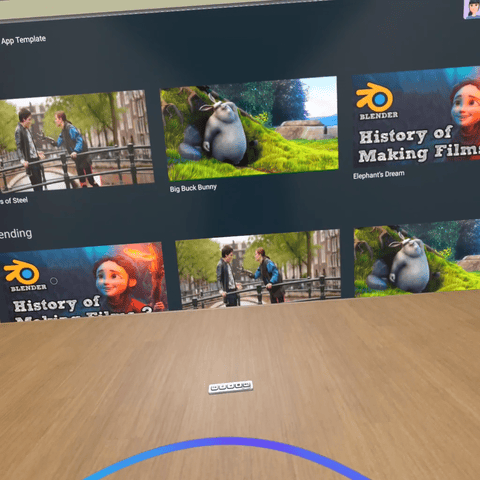 App Template
s of Steel
Big Buck Bunny
BLENDER
History of
Making Films
Elephant's Dream
ending
BLENDER
History of
Making Films 2